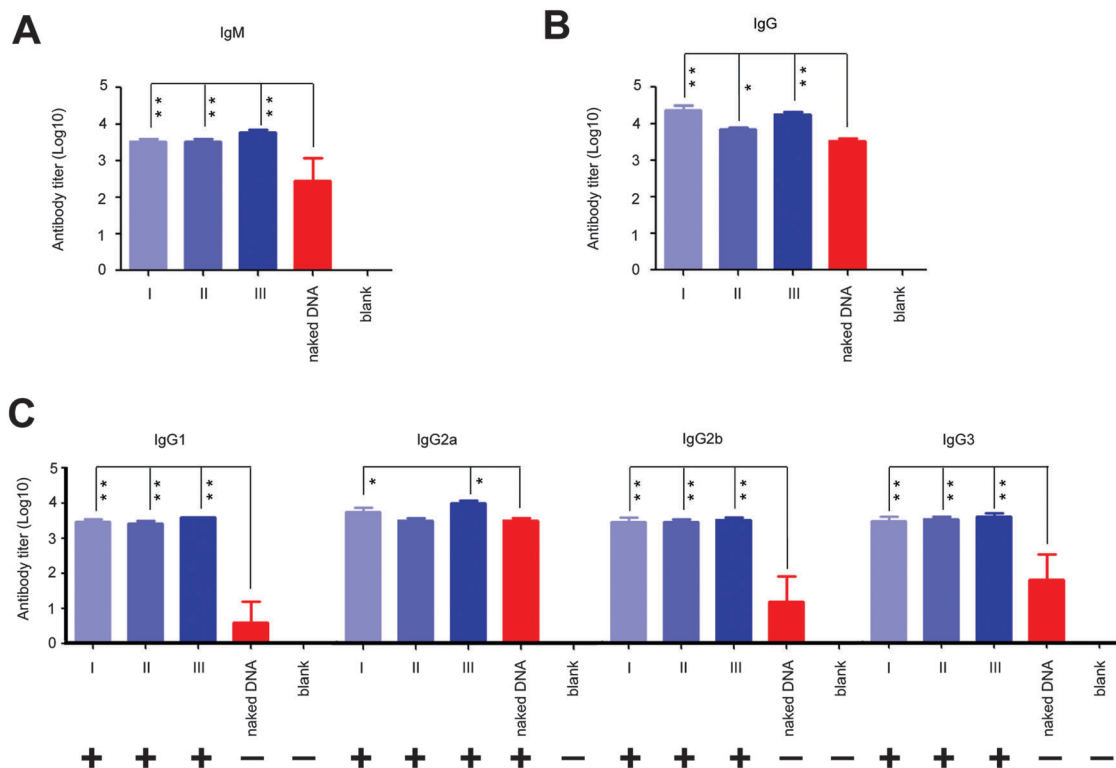 A
IgM
Antibody titer (Log10)
5
4
3
2
1
0
** ** **
I II III naked DNA blank
B
IgG
Antibody titer (Log10)
5
4
3
2
1
0
** * **
I II III naked DNA blank
C
IgG1 IgG2a IgG2b IgG3
Antibody titer (Log10)
5
4
3
2
1
0
** ** ** * * ** ** ** ** ** **
I II III naked DNA blank I II III naked DNA blank I II III naked DNA blank I II III naked DNA blank
+ + + – – + + + + – + + + – – + + + – –